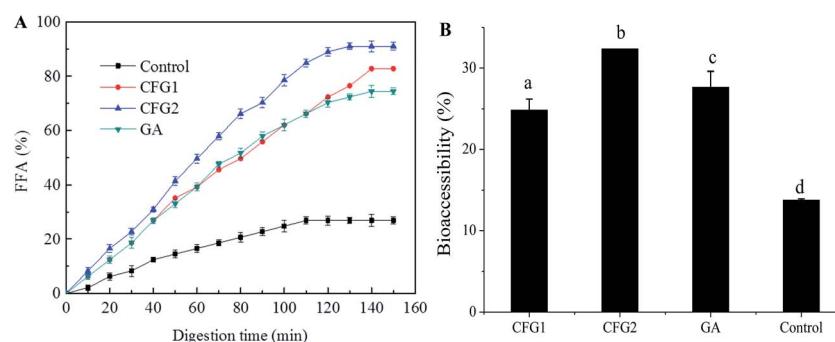 A
100
80
60
40
20
0
FFA (%)
Control
CFG1
CFG2
GA
0 20 40 60 80 100 120 140 160
Digestion time (min)
B
30
20
10
0
Bioaccessibility (%)
a
b
c
d
CFG1 CFG2 GA Control